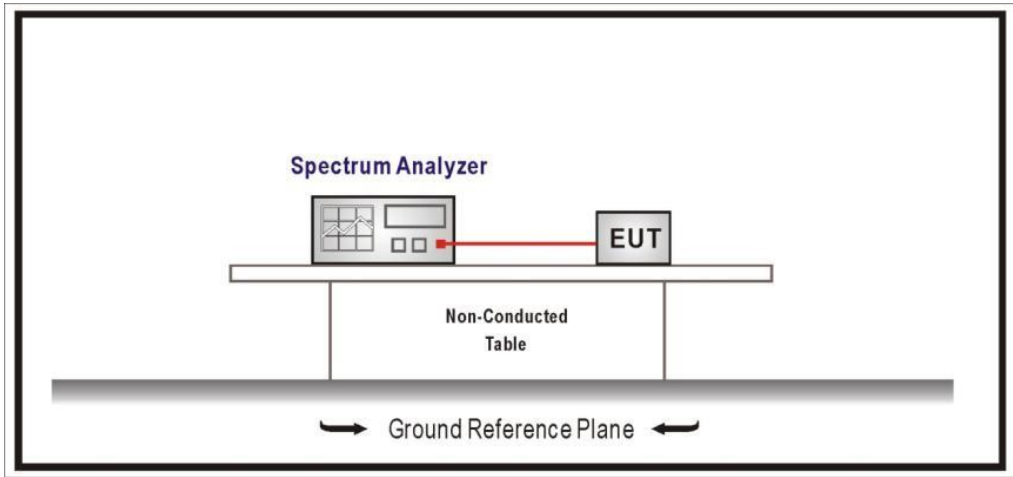 Spectrum Analyzer
EUT
Non-Conducted
Table
Ground Reference Plane